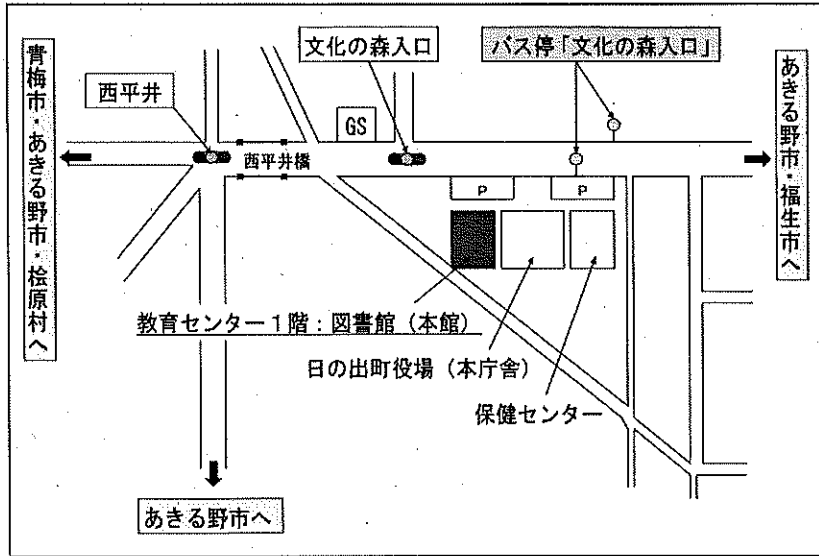 文化の森入口
バス停「文化の森入口」
西平井
GS
青梅市・あきる野市・桧原村へ
西平井橋
あきる野市・福生市へ
P
P
教育センター1階：図書館（本館）
日の出町役場（本庁舎）
保健センター
あきる野市へ